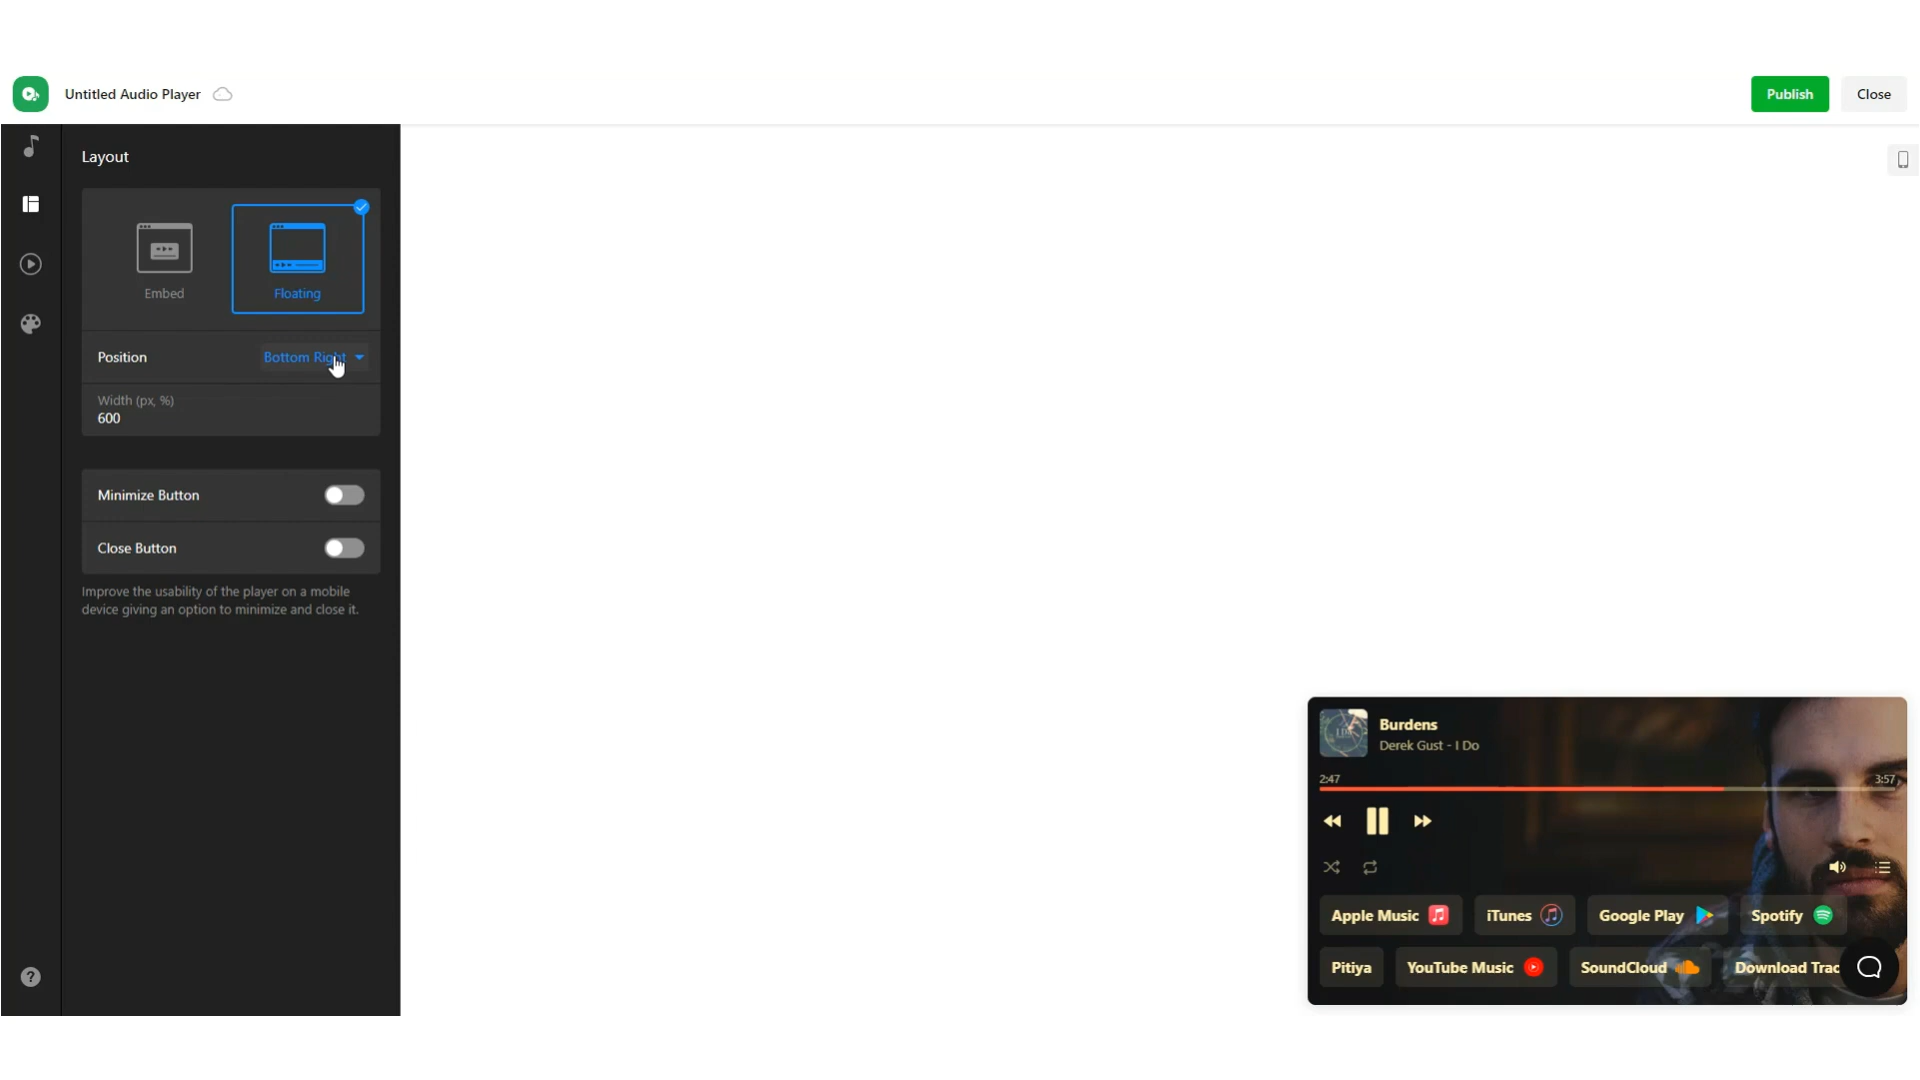 Untitled Audio Player
Publish
Close
Layout
Embed
Floating
Position
Bottom Right
Width (px, %)
600
Minimize Button
Close Button
Improve the usability of the player on a mobile
device giving an option to minimize and close it.
?
Burdens
Derek Gust - I Do
2:47
3:57
Apple Music
iTunes
Google Play
Spotify
Pitiya
YouTube Music
SoundCloud
Download Trac